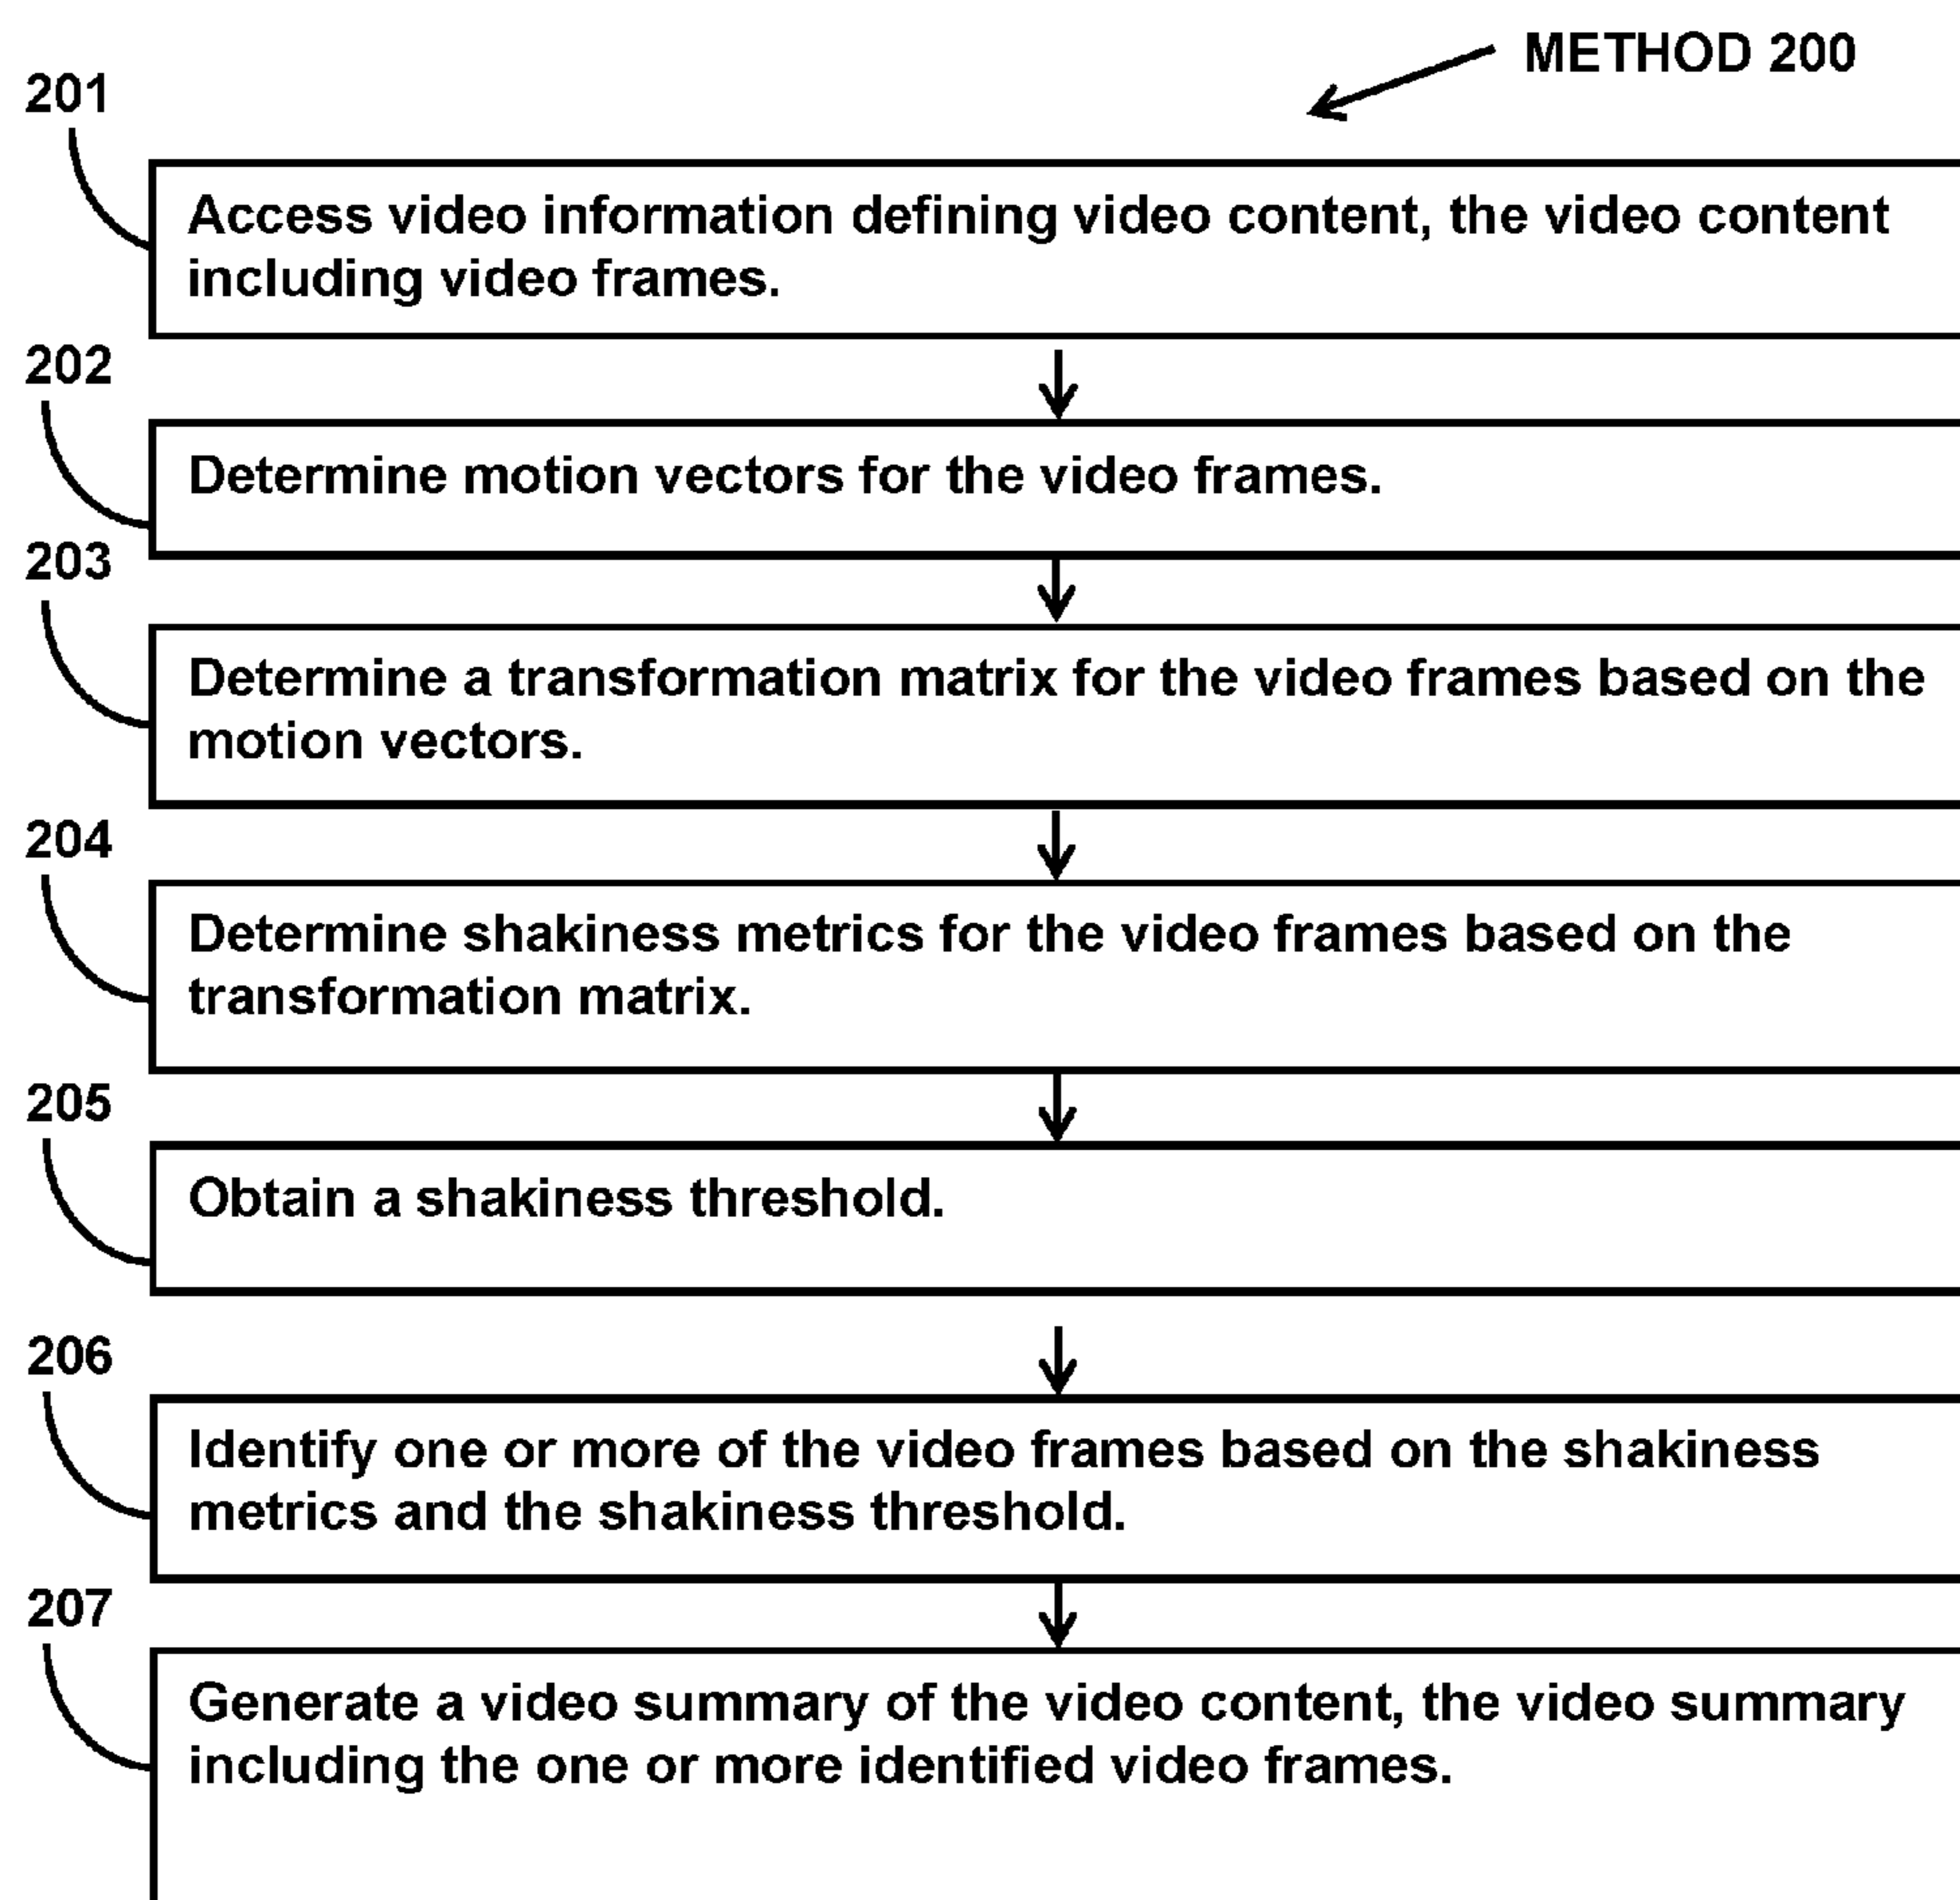 METHOD 200
201
Access video information defining video content, the video content
including video frames.
202
Determine motion vectors for the video frames.
203
Determine a transformation matrix for the video frames based on the
motion vectors.
204
Determine shakiness metrics for the video frames based on the
transformation matrix.
205
Obtain a shakiness threshold.
206
Identify one or more of the video frames based on the shakiness
metrics and the shakiness threshold.
207
Generate a video summary of the video content, the video summary
including the one or more identified video frames.